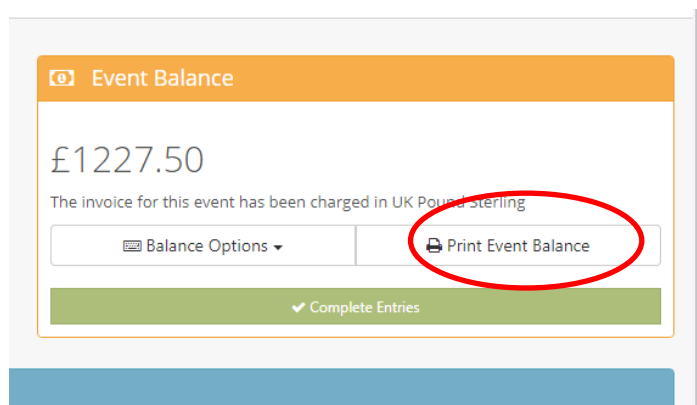 Event Balance
£1227.50
The invoice for this event has been charged in UK Pound Sterling
Balance Options
Print Event Balance
Complete Entries